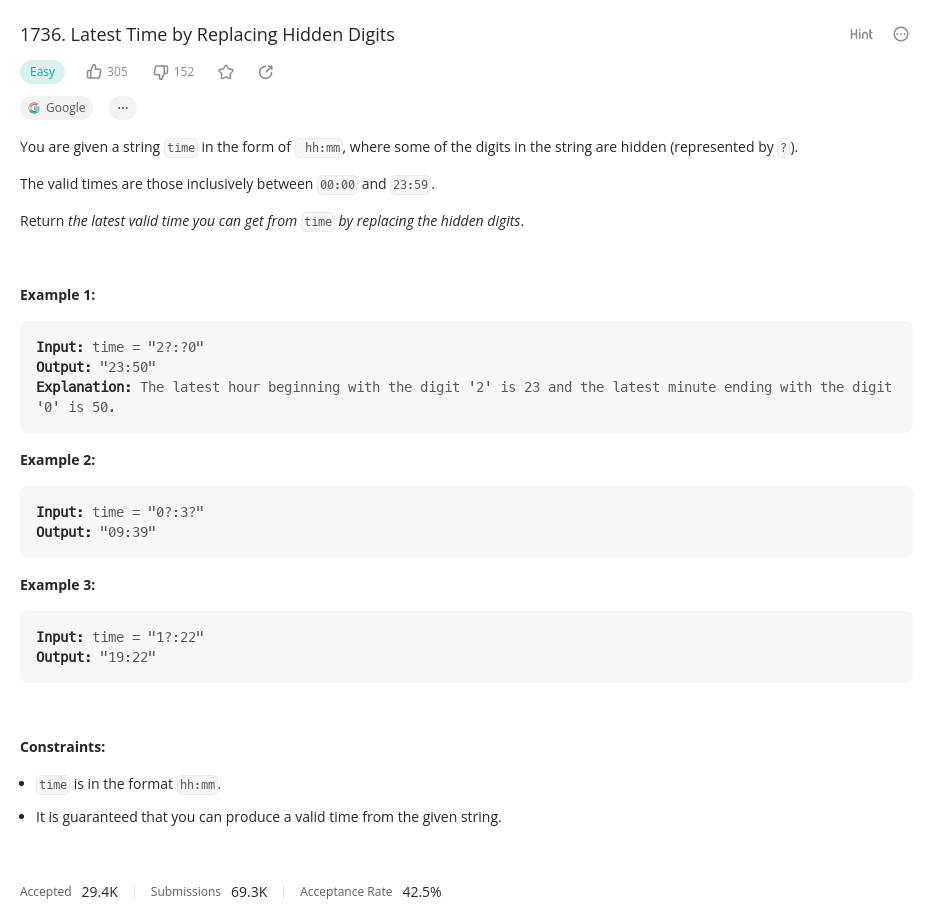 1736. Latest Time by Replacing Hidden Digits
Hint
Easy 305 152
Google ...
You are given a string time in the form of hh:mm, where some of the digits in the string are hidden (represented by ?).
The valid times are those inclusively between 00:00 and 23:59.
Return the latest valid time you can get from time by replacing the hidden digits.
Example 1:
Input: time = "2?:?0"
Output: "23:50"
Explanation: The latest hour beginning with the digit '2' is 23 and the latest minute ending with the digit
'0' is 50.
Example 2:
Input: time = "0?:3?"
Output: "09:39"
Example 3:
Input: time = "1?:22"
Output: "19:22"
Constraints:
• time is in the format hh:mm.
• It is guaranteed that you can produce a valid time from the given string.
Accepted 29.4K Submissions 69.3K Acceptance Rate 42.5%